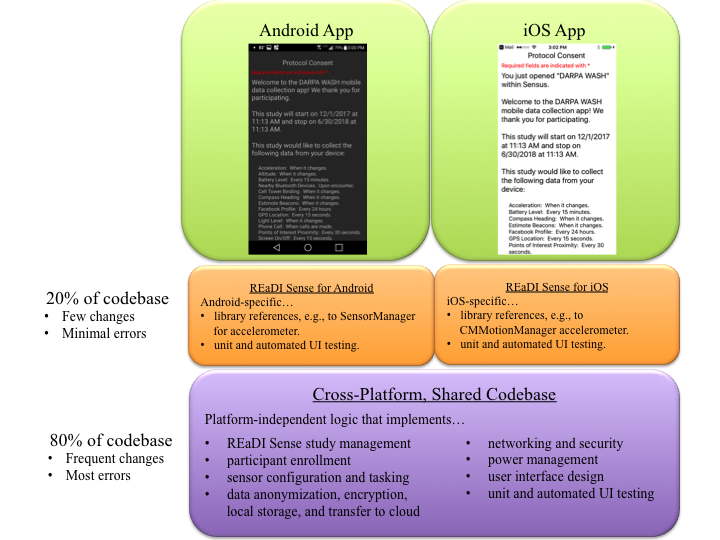 Android App
iOS App
79% 3:00 PM
Protocol Consent
Welcome to the DARPA WASH mobile
data collection app! We thank you for
participating.
This study will start on 12/1/2017 at
11:13 AM and stop on 6/30/2018 at
11:13 AM.
This study would like to collect the
following data from your device:
Acceleration: When it changes.
Altitude: When it changes.
Battery Level: Every 15 minutes.
Nearby Bluetooth Devices: Upon encounter.
Cell Tower Binding: When it changes.
Compass Heading: When it changes.
Estimote Beacons: When it changes.
Facebook Profile: Every 24 hours.
GPS Location: Every 15 seconds.
Light Level: When it changes.
Phone Call: When calls are made.
Points of Interest Proximity: Every 30 seconds.
Screen On/Off: Every 15 seconds.
Mail 3:02 PM
Protocol Consent
Required fields are indicated with *
You just opened "DARPA WASH"
within Sensus.
Welcome to the DARPA WASH
mobile data collection app! We
thank you for participating.
This study will start on 12/1/2017
at 11:13 AM and stop on
6/30/2018 at 11:13 AM.
This study would like to collect
the following data from your
device:
Acceleration: When it changes.
Battery Level: Every 15 minutes.
Compass Heading: When it changes.
Estimote Beacons: When it changes.
Facebook Profile: Every 24 hours.
GPS Location: Every 15 seconds.
Points of Interest Proximity: Every 30
seconds.
20% of codebase
• Few changes
• Minimal errors
REaDI Sense for Android
Android-specific…
• library references, e.g., to SensorManager
for accelerometer.
• unit and automated UI testing.
REaDI Sense for iOS
iOS-specific…
• library references, e.g., to
CMMotionManager accelerometer.
• unit and automated UI testing.
80% of codebase
• Frequent changes
• Most errors
Cross-Platform, Shared Codebase
Platform-independent logic that implements…
• REaDI Sense study management
• participant enrollment
• sensor configuration and tasking
• data anonymization, encryption,
local storage, and transfer to cloud
• networking and security
• power management
• user interface design
• unit and automated UI testing